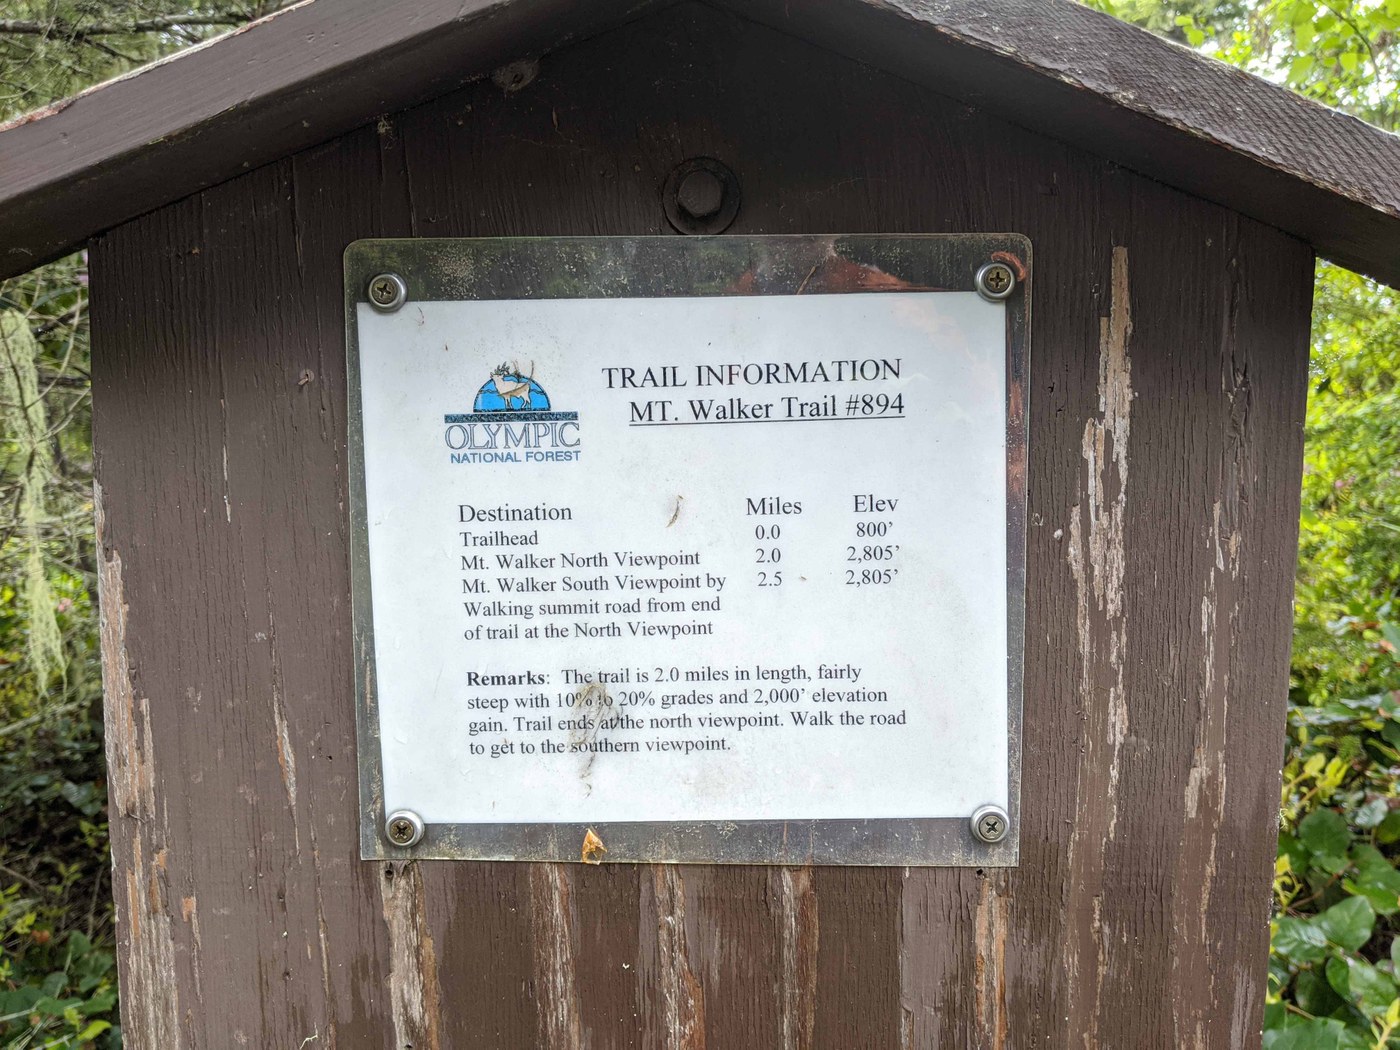 TRAIL INFORMATION
MT. Walker Trail #894
OLYMPIC
NATIONAL FOREST
Destination Miles Elev
Trailhead 0.0 800’
Mt. Walker North Viewpoint 2.0 2,805’
Mt. Walker South Viewpoint by 2.5 2,805’
Walking summit road from end
of trail at the North Viewpoint
Remarks: The trail is 2.0 miles in length, fairly
steep with 10% to 20% grades and 2,000’ elevation
gain. Trail ends at the north viewpoint. Walk the road
to get to the southern viewpoint.